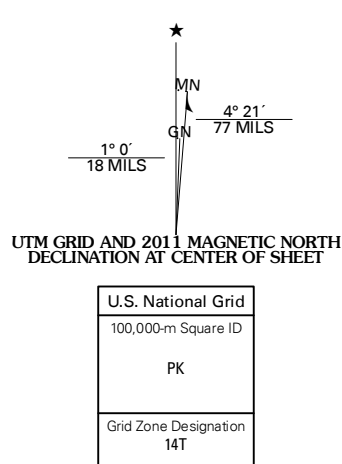 ★
MN
4° 21´
77 MILS
GN
1° 0´
18 MILS
UTM GRID AND 2011 MAGNETIC NORTH
DECLINATION AT CENTER OF SHEET
U.S. National Grid
100,000-m Square ID
PK
Grid Zone Designation
14T